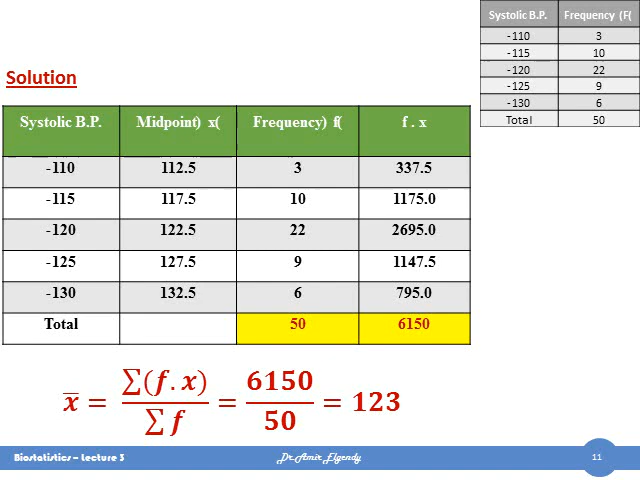 Systolic B.P. Frequency (F(
-110 3
-115 10
-120 22
-125 9
-130 6
Total 50
Solution
Systolic B.P. Midpoint) x( Frequency) f( f . x
-110 112.5 3 337.5
-115 117.5 10 1175.0
-120 122.5 22 2695.0
-125 127.5 9 1147.5
-130 132.5 6 795.0
Total 50 6150
x̅ = ∑(f.x) / ∑f = 6150 / 50 = 123
Biostatistics – Lecture 3 Dr. Amir Elgendy 11